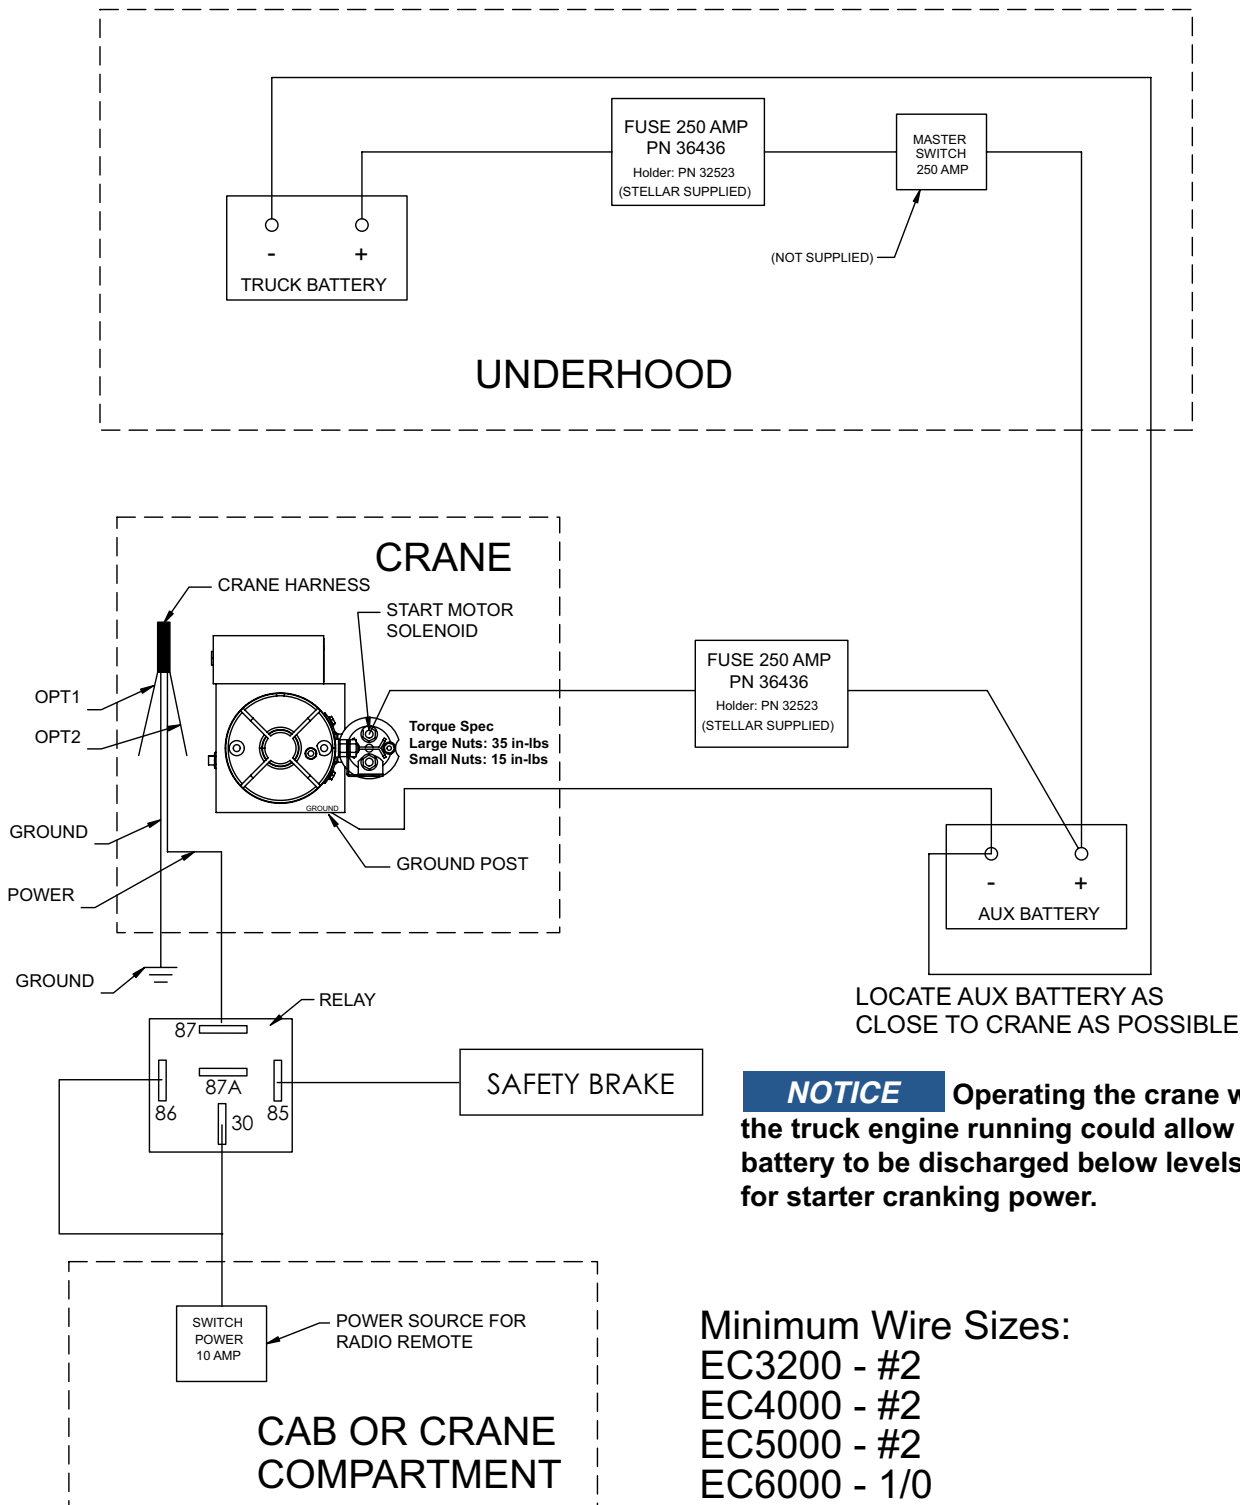 FUSE 250 AMP
PN 36436
Holder: PN 32523
(STELLAR SUPPLIED)
MASTER
SWITCH
250 AMP
(NOT SUPPLIED)
- +
TRUCK BATTERY
UNDERHOOD
CRANE
CRANE HARNESS
START MOTOR
SOLENOID
OPT1
OPT2
Torque Spec
Large Nuts: 35 in-lbs
Small Nuts: 15 in-lbs
FUSE 250 AMP
PN 36436
Holder: PN 32523
(STELLAR SUPPLIED)
GROUND
GROUND
GROUND POST
POWER
- +
AUX BATTERY
GROUND
LOCATE AUX BATTERY AS
CLOSE TO CRANE AS POSSIBLE
RELAY
87
87A
86
85
30
SAFETY BRAKE
NOTICE Operating the crane w
the truck engine running could allow
battery to be discharged below levels
for starter cranking power.
SWITCH
POWER
10 AMP
POWER SOURCE FOR
RADIO REMOTE
CAB OR CRANE
COMPARTMENT
Minimum Wire Sizes:
EC3200 - #2
EC4000 - #2
EC5000 - #2
EC6000 - 1/0